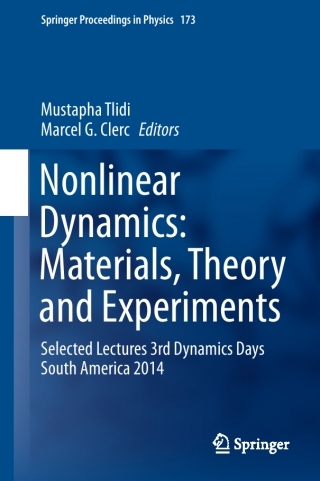 Springer Proceedings in Physics 173
Mustapha Tlidi
Marcel G. Clerc Editors
Nonlinear
Dynamics:
Materials, Theory
and Experiments
Selected Lectures 3rd Dynamics Days
South America 2014
Springer